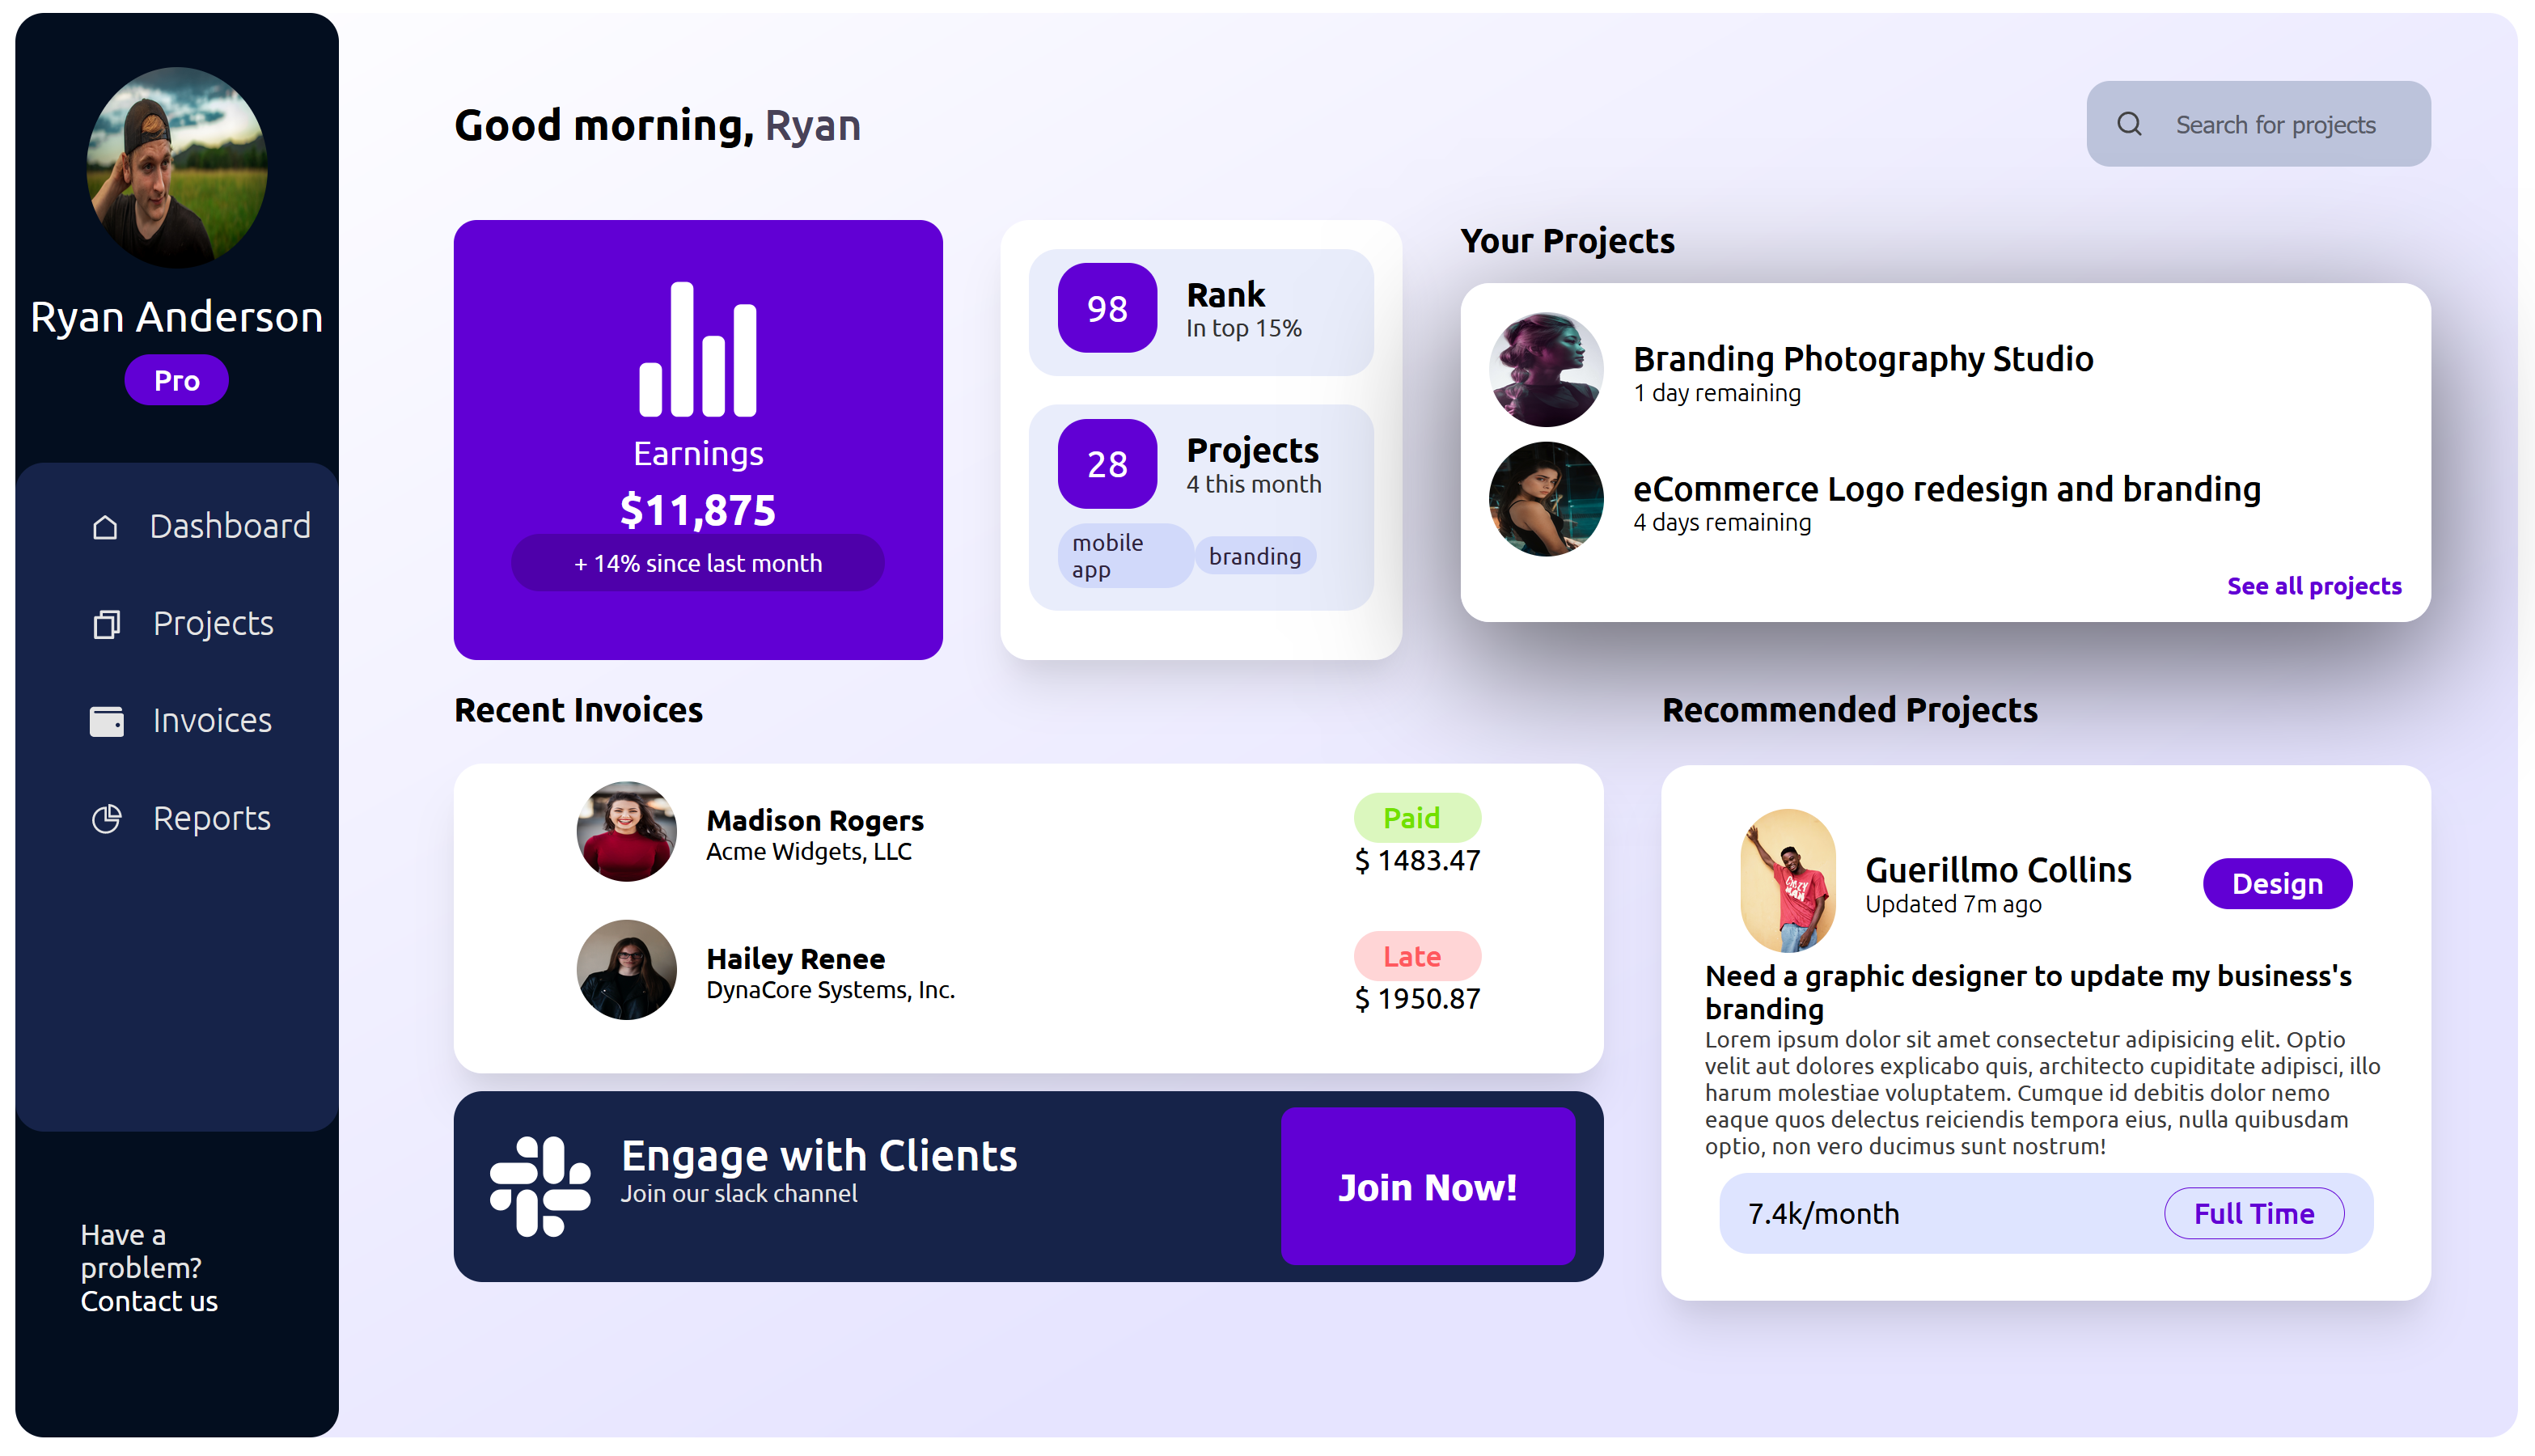 Ryan Anderson
Pro
Dashboard
Projects
Invoices
Reports
Have a
problem?
Contact us
Good morning, Ryan
Search for projects
Earnings
$11,875
+ 14% since last month
98
Rank
In top 15%
28
Projects
4 this month
mobile
app
branding
Your Projects
Branding Photography Studio
1 day remaining
eCommerce Logo redesign and branding
4 days remaining
See all projects
Recent Invoices
Madison Rogers
Acme Widgets, LLC
Paid
$ 1483.47
Hailey Renee
DynaCore Systems, Inc.
Late
$ 1950.87
Engage with Clients
Join our slack channel
Join Now!
Recommended Projects
CRAZY
MAN
Guerillmo Collins
Updated 7m ago
Design
Need a graphic designer to update my business's
branding
Lorem ipsum dolor sit amet consectetur adipisicing elit. Optio
velit aut dolores explicabo quis, architecto cupiditate adipisci, illo
harum molestiae voluptatem. Cumque id debitis dolor nemo
eaque quos delectus reiciendis tempora eius, nulla quibusdam
optio, non vero ducimus sunt nostrum!
7.4k/month
Full Time